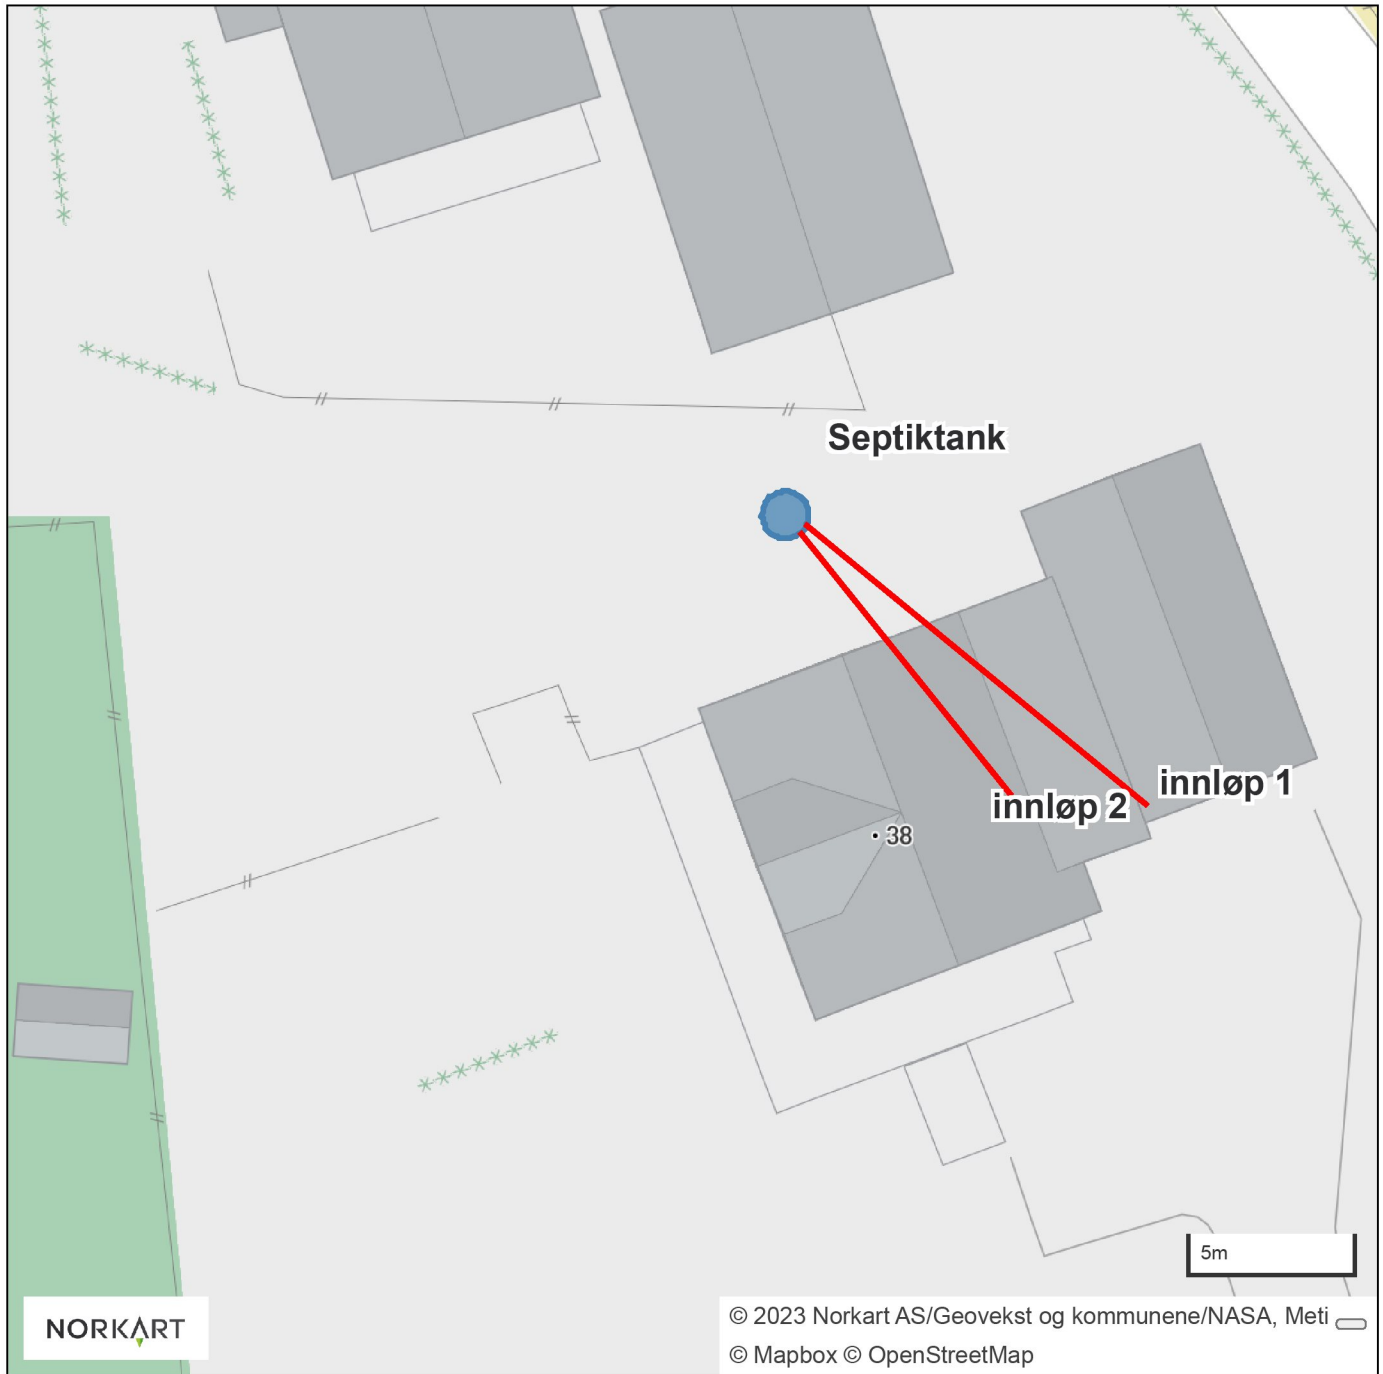 Septiktank
innløp 1
innløp 2
38
5m
NORKART
© 2023 Norkart AS/Geovekst og kommunene/NASA, Meti
© Mapbox © OpenStreetMap